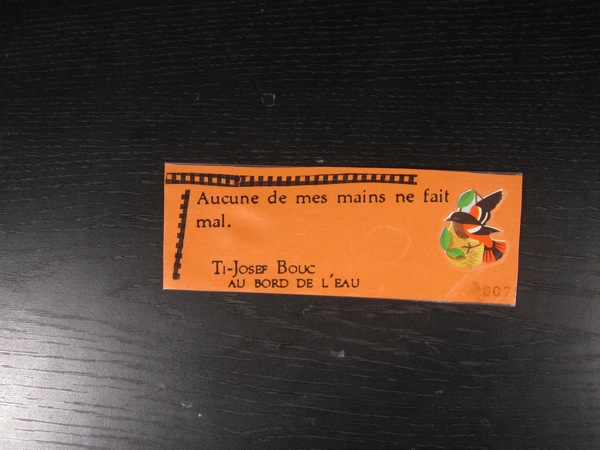 Aucune de mes mains ne fait
mal.
Ti-Josef Bouc
au bord de l'eau
007